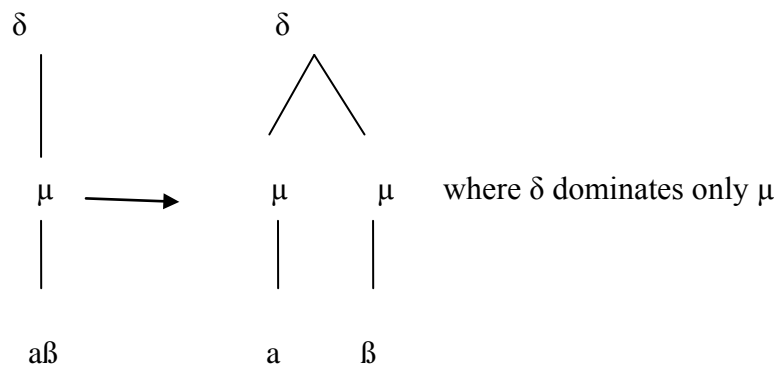 δ δ
μ μ μ where δ dominates only μ
aß a ß